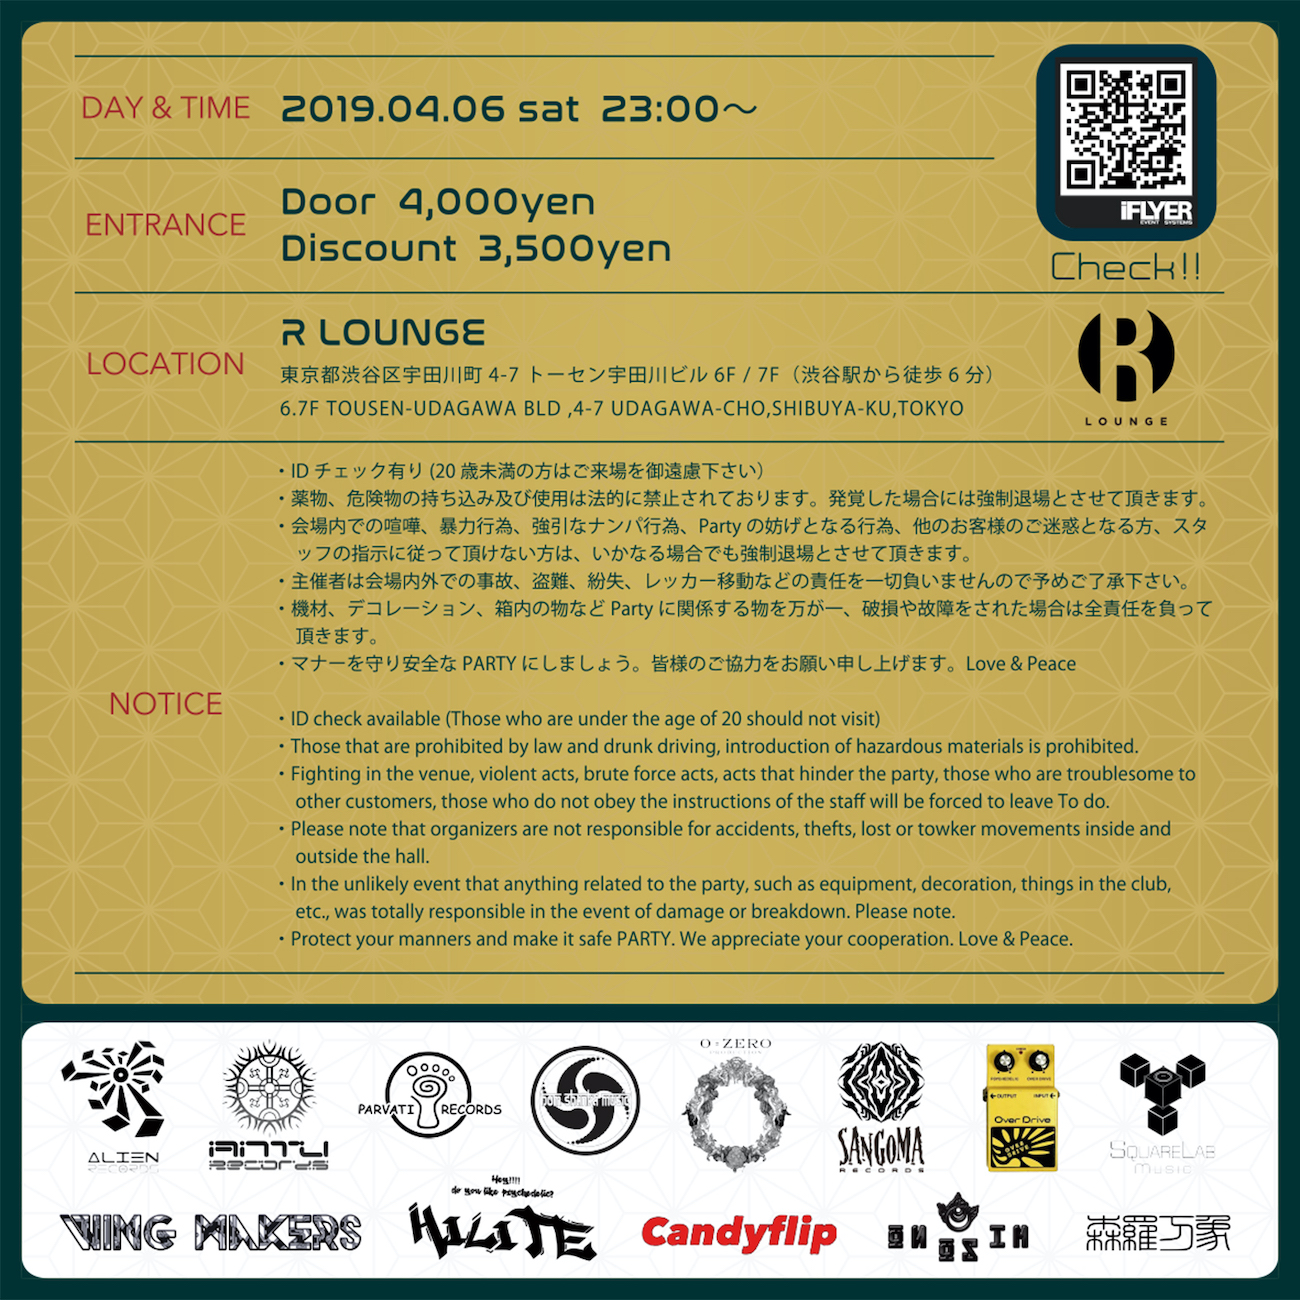 DAY & TIME
2019.04.06 sat 23:00〜
iFLYER
EVENT SYSTEMS
Check!!
ENTRANCE
Door 4,000yen
Discount 3,500yen
LOCATION
R LOUNGE
東京都渋谷区宇田川町 4-7 トーセン宇田川ビル 6F / 7F（渋谷駅から徒歩 6 分）
6.7F TOUSEN-UDAGAWA BLD ,4-7 UDAGAWA-CHO,SHIBUYA-KU,TOKYO
R
LOUNGE
NOTICE
・ID チェック有り (20 歳未満の方はご来場を御遠慮下さい）
・薬物、危険物の持ち込み及び使用は法的に禁止されております。発覚した場合には強制退場とさせて頂きます。
・会場内での喧嘩、暴力行為、強引なナンパ行為、Party の妨げとなる行為、他のお客様のご迷惑となる方、スタ
ッフの指示に従って頂けない方は、いかなる場合でも強制退場とさせて頂きます。
・主催者は会場内外での事故、盗難、紛失、レッカー移動などの責任を一切負いませんので予めご了承下さい。
・機材、デコレーション、箱内の物など Party に関係する物を万が一、破損や故障をされた場合は全責任を負って
頂きます。
・マナーを守り安全な PARTY にしましょう。皆様のご協力をお願い申し上げます。Love & Peace
・ID check available (Those who are under the age of 20 should not visit)
・Those that are prohibited by law and drunk driving, introduction of hazardous materials is prohibited.
・Fighting in the venue, violent acts, brute force acts, acts that hinder the party, those who are troublesome to
other customers, those who do not obey the instructions of the staff will be forced to leave To do.
・Please note that organizers are not responsible for accidents, thefts, lost or towker movements inside and
outside the hall.
・In the unlikely event that anything related to the party, such as equipment, decoration, things in the club,
etc., was totally responsible in the event of damage or breakdown. Please note.
・Protect your manners and make it safe PARTY. We appreciate your cooperation. Love & Peace.
ALIEN
RECORDS
RECORDS
PARVATI RECORDS
O-ZERO
PRODUCTION
SANGOMA
RECORDS
PSYCHEDELIC OVER DRIVE
OUTPUT INPUT
Over Drive
SQUARELAB
MUSIC
WING MAKERS
Hey!!!!
do you like psychedelic?
HILITE
Candyflip
森羅万象